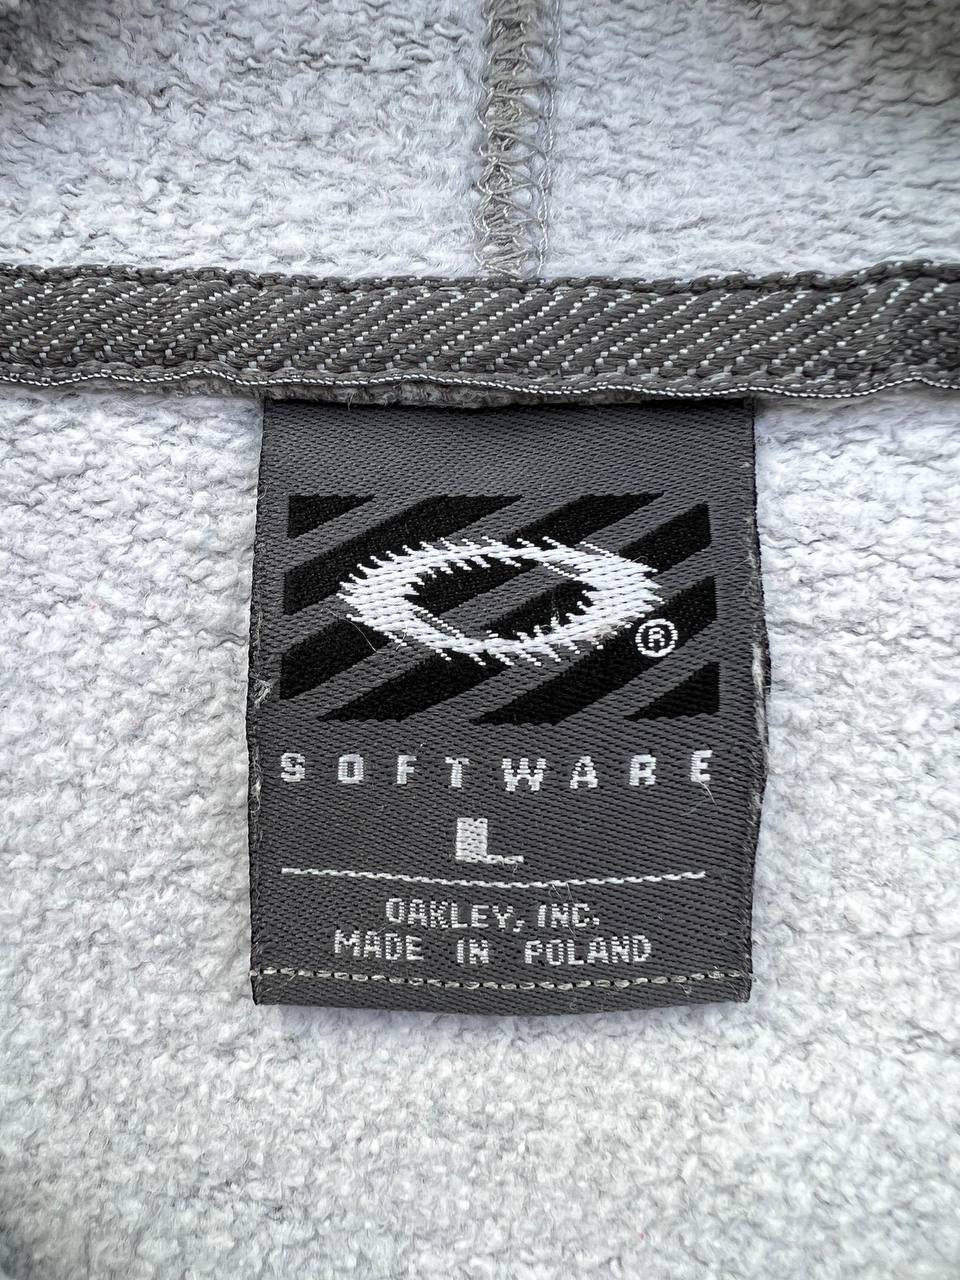 ®
SOFTWARE
L
OAKLEY, INC.
MADE IN POLAND